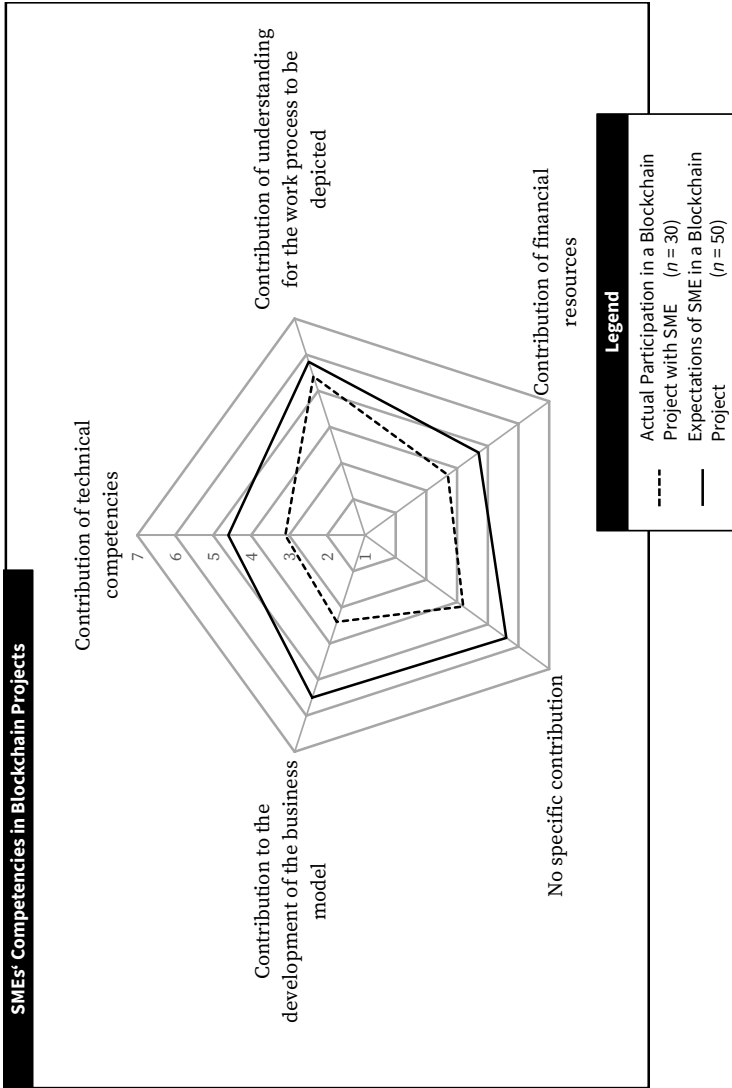 SMEs‘ Competencies in Blockchain Projects
Contribution of technical
competencies
Contribution of understanding
for the work process to be
depicted
Contribution of financial
resources
No specific contribution
Contribution to the
development of the business
model
7
6
5
4
3
2
1
Legend
Actual Participation in a Blockchain
Project with SME (n = 30)
Expectations of SME in a Blockchain
Project (n = 50)